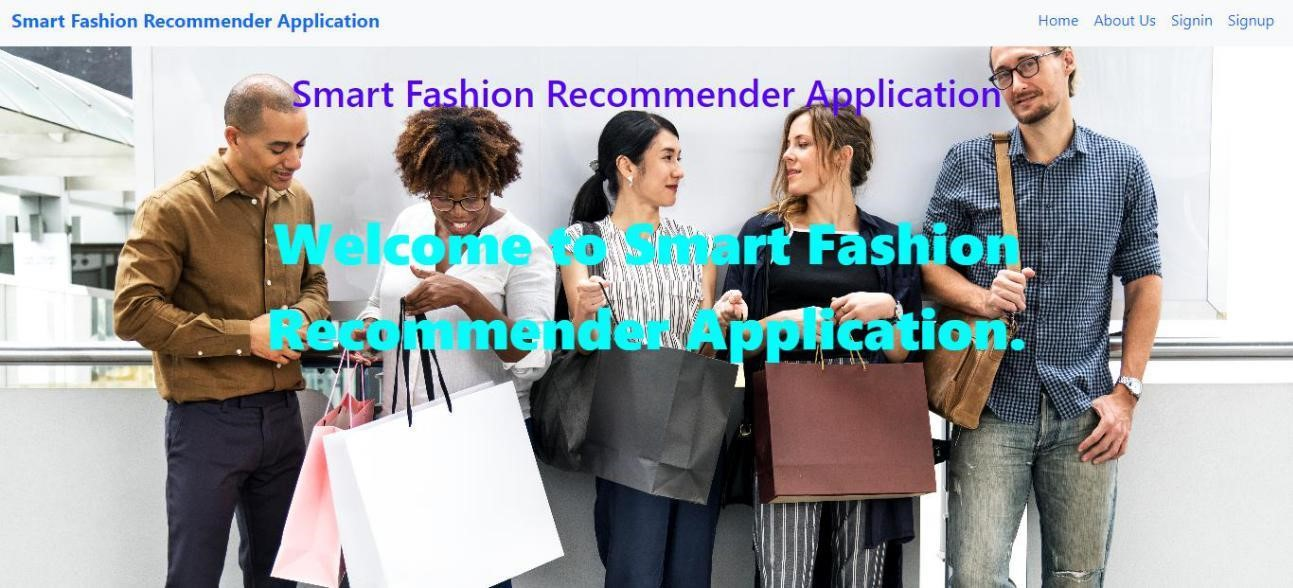 Smart Fashion Recommender Application
Home About Us Signin Signup
Smart Fashion Recommender Application
Welcome to Smart Fashion
Recommender Application.